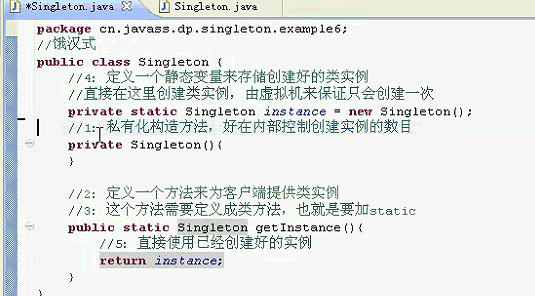 *Singleton.java Singleton.java
package cn.javass.dp.singleton.example6;
//饿汉式
public class Singleton {
//4: 定义一个静态变量来存储创建好的类实例
//直接在这里创建类实例，由虚拟机来保证只会创建一次
private static Singleton instance = new Singleton();
//1: 私有化构造方法，好在内部控制创建实例的数目
private Singleton(){
}
//2: 定义一个方法来为客户端提供类实例
//3: 这个方法需要定义成类方法，也就是要加static
public static Singleton getInstance(){
//5: 直接使用已经创建好的实例
return instance;
}
}